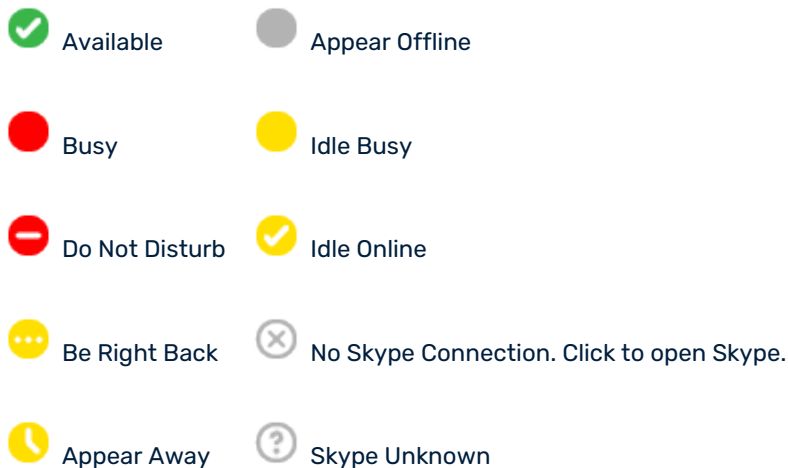 Available
Appear Offline
Busy
Idle Busy
Do Not Disturb
Idle Online
Be Right Back
No Skype Connection. Click to open Skype.
Appear Away
Skype Unknown